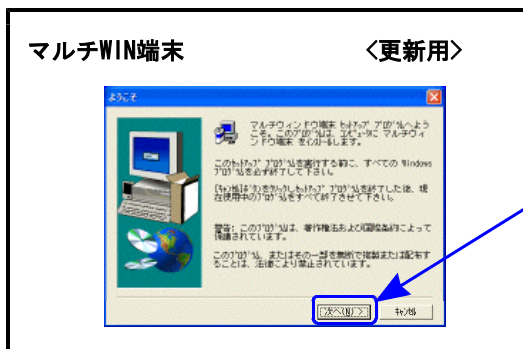 マルチWIN端末
<更新用>
ようこそ
マルチウィンドウ端末 ｾｯﾄｱｯﾌﾟ ﾌﾟﾛｸﾞﾗﾑへよう
こそ。このﾌﾟﾛｸﾞﾗﾑは、ｺﾝﾋﾟｭｰﾀに マルチウィ
ンドウ端末 をｲﾝｽﾄｰﾙします。
このｾｯﾄｱｯﾌﾟ ﾌﾟﾛｸﾞﾗﾑを実行する前に、すべての Windows
ﾌﾟﾛｸﾞﾗﾑを必ず終了して下さい。
[ｷｬﾝｾﾙ]ﾎﾞﾀﾝをｸﾘｯｸしｾｯﾄｱｯﾌﾟ ﾌﾟﾛｸﾞﾗﾑを終了した後、現
在使用中のﾌﾟﾛｸﾞﾗﾑをすべて終了させて下さい。
警告: このﾌﾟﾛｸﾞﾗﾑは、著作権法および国際条約によって
保護されています。
このﾌﾟﾛｸﾞﾗﾑ、またはその一部を無断で複製または配布す
ることは、法律により禁止されています。
次へ(N) >
ｷｬﾝｾﾙ